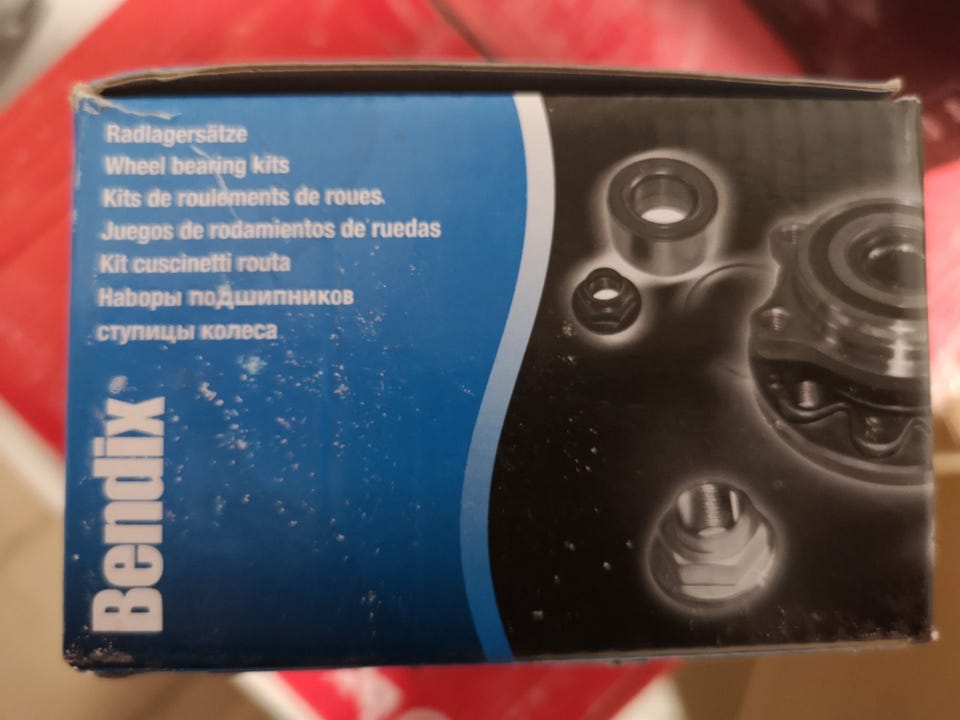 Radlagersätze
Wheel bearing kits
Kits de roulements de roues.
Juegos de rodamientos de ruedas
Kit cuscinetti routa
Наборы подшипников
ступицы колеса
Bendix®